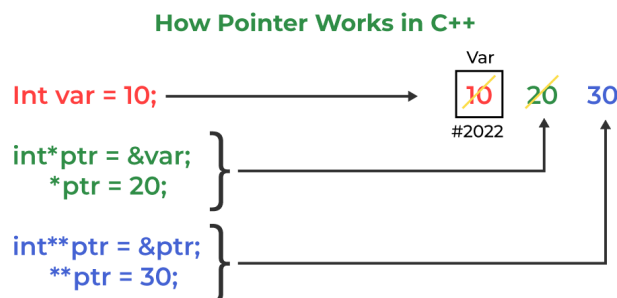 How Pointer Works in C++
Var
Int var = 10;
10 20 30
#2022
int*ptr = &var;
*ptr = 20;
int**ptr = &ptr;
**ptr = 30;